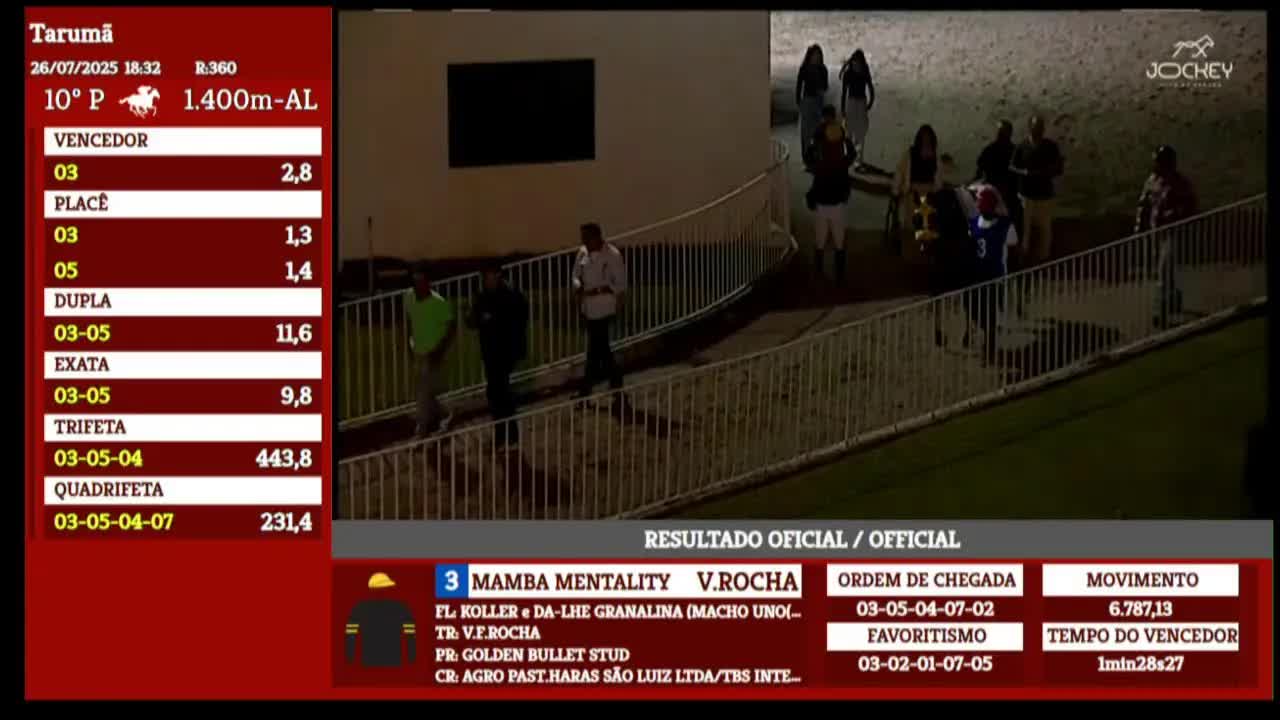 Tarumã
26/07/2025 18:32 R:360
10° P 1.400m-AL
VENCEDOR
03 2,8
PLACÊ
03 1,3
05 1,4
DUPLA
03-05 11,6
EXATA
03-05 9,8
TRIFETA
03-05-04 443,8
QUADRIFETA
03-05-04-07 231,4
JOCKEY
3
RESULTADO OFICIAL / OFFICIAL
3 MAMBA MENTALITY V.ROCHA
FL: KOLLER e DA-LHE GRANALINA (MACHO UNO(...
TR: V.F.ROCHA
PR: GOLDEN BULLET STUD
CR: AGRO PAST.HARAS SÃO LUIZ LTDA/TBS INTE...
ORDEM DE CHEGADA
03-05-04-07-02
FAVORITISMO
03-02-01-07-05
MOVIMENTO
6.787,13
TEMPO DO VENCEDOR
1min28s27